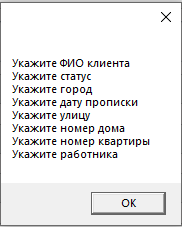 Укажите ФИО клиента
Укажите статус
Укажите город
Укажите дату прописки
Укажите улицу
Укажите номер дома
Укажите номер квартиры
Укажите работника
OK